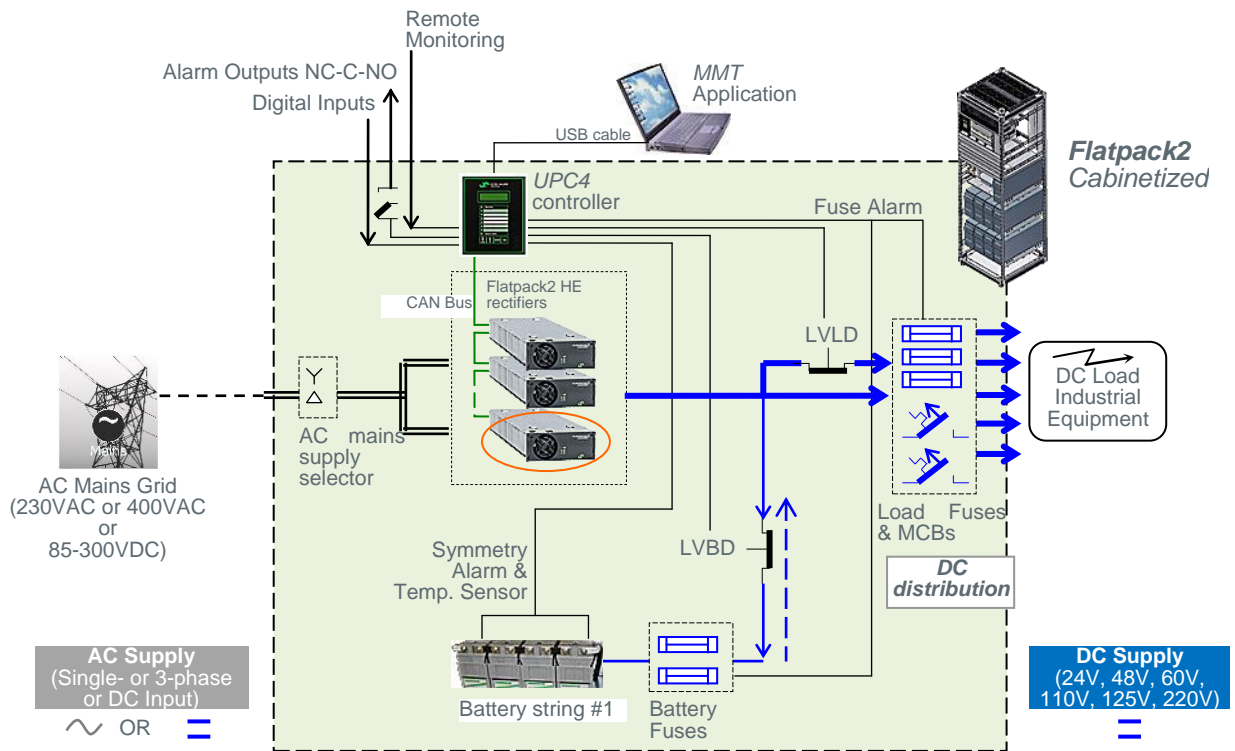 Remote
Monitoring
Alarm Outputs NC-C-NO
Digital Inputs
MMT
Application
USB cable
UPC4
controller
Flatpack2
Cabinetized
Fuse Alarm
Flatpack2 HE
CAN Bus rectifiers
LVLD
DC Load
Industrial
Equipment
AC mains
supply
selector
Mains
AC Mains Grid
(230VAC or 400VAC
or
85-300VDC)
Load Fuses
& MCBs
LVBD
Symmetry
Alarm &
Temp. Sensor
DC
distribution
AC Supply
(Single- or 3-phase
or DC Input)
OR
Battery string #1
Battery
Fuses
DC Supply
(24V, 48V, 60V,
110V, 125V, 220V)